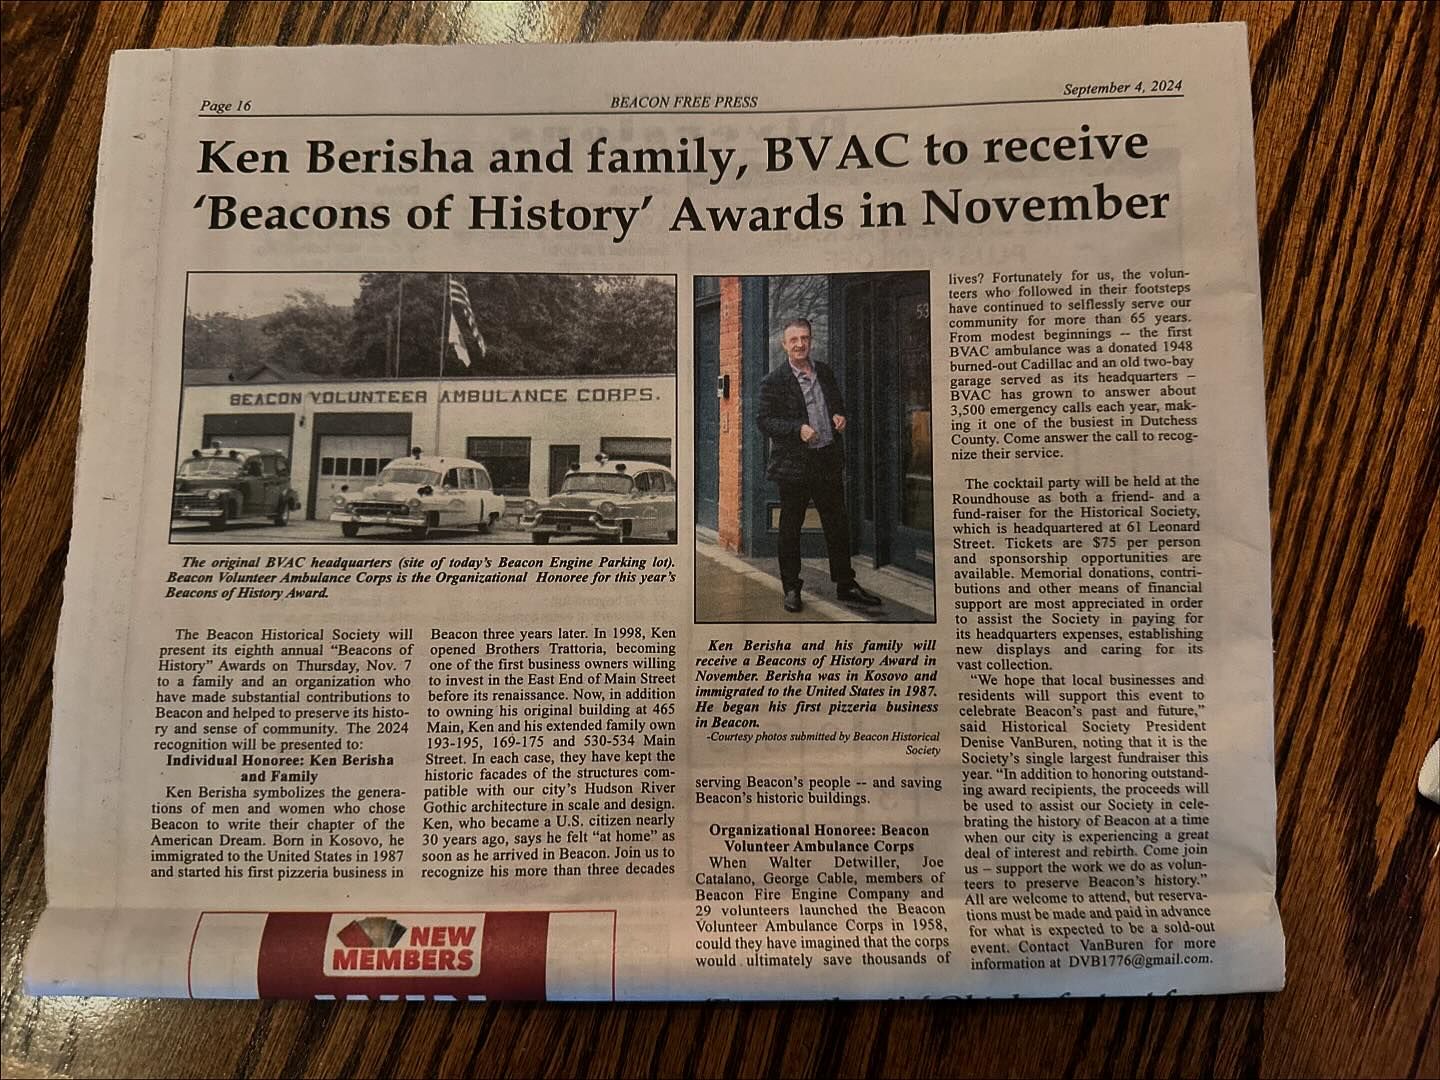 Page 16
BEACON FREE PRESS
September 4, 2024
Ken Berisha and family, BVAC to receive
‘Beacons of History’ Awards in November
BEACON VOLUNTEER AMBULANCE CORPS.
The original BVAC headquarters (site of today’s Beacon Engine Parking lot).
Beacon Volunteer Ambulance Corps is the Organizational Honoree for this year’s
Beacons of History Award.
The Beacon Historical Society will
present its eighth annual “Beacons of
History” Awards on Thursday, Nov. 7
to a family and an organization who
have made substantial contributions to
Beacon and helped to preserve its histo-
ry and sense of community. The 2024
recognition will be presented to:
Individual Honoree: Ken Berisha
and Family
Ken Berisha symbolizes the genera-
tions of men and women who chose
Beacon to write their chapter of the
American Dream. Born in Kosovo, he
immigrated to the United States in 1987
and started his first pizzeria business in
Beacon three years later. In 1998, Ken
opened Brothers Trattoria, becoming
one of the first business owners willing
to invest in the East End of Main Street
before its renaissance. Now, in addition
to owning his original building at 465
Main, Ken and his extended family own
193-195, 169-175 and 530-534 Main
Street. In each case, they have kept the
historic facades of the structures com-
patible with our city’s Hudson River
Gothic architecture in scale and design.
Ken, who became a U.S. citizen nearly
30 years ago, says he felt “at home” as
soon as he arrived in Beacon. Join us to
recognize his more than three decades
53
Ken Berisha and his family will
receive a Beacons of History Award in
November. Berisha was in Kosovo and
immigrated to the United States in 1987.
He began his first pizzeria business
in Beacon.
-Courtesy photos submitted by Beacon Historical
Society
serving Beacon’s people -- and saving
Beacon’s historic buildings.
Organizational Honoree: Beacon
Volunteer Ambulance Corps
When Walter Detwiller, Joe
Catalano, George Cable, members of
Beacon Fire Engine Company and
29 volunteers launched the Beacon
Volunteer Ambulance Corps in 1958,
could they have imagined that the corps
would ultimately save thousands of
lives? Fortunately for us, the volun-
teers who followed in their footsteps
have continued to selflessly serve our
community for more than 65 years.
From modest beginnings -- the first
BVAC ambulance was a donated 1948
burned-out Cadillac and an old two-bay
garage served as its headquarters –
BVAC has grown to answer about
3,500 emergency calls each year, mak-
ing it one of the busiest in Dutchess
County. Come answer the call to recog-
nize their service.
The cocktail party will be held at the
Roundhouse as both a friend- and a
fund-raiser for the Historical Society,
which is headquartered at 61 Leonard
Street. Tickets are $75 per person
and sponsorship opportunities are
available. Memorial donations, contri-
butions and other means of financial
support are most appreciated in order
to assist the Society in paying for
its headquarters expenses, establishing
new displays and caring for its
vast collection.
“We hope that local businesses and
residents will support this event to
celebrate Beacon’s past and future,”
said Historical Society President
Denise VanBuren, noting that it is the
Society’s single largest fundraiser this
year. “In addition to honoring outstand-
ing award recipients, the proceeds will
be used to assist our Society in cele-
brating the history of Beacon at a time
when our city is experiencing a great
deal of interest and rebirth. Come join
us – support the work we do as volun-
teers to preserve Beacon’s history.”
All are welcome to attend, but reserva-
tions must be made and paid in advance
for what is expected to be a sold-out
event. Contact VanBuren for more
information at DVB1776@gmail.com.
NEW
MEMBERS